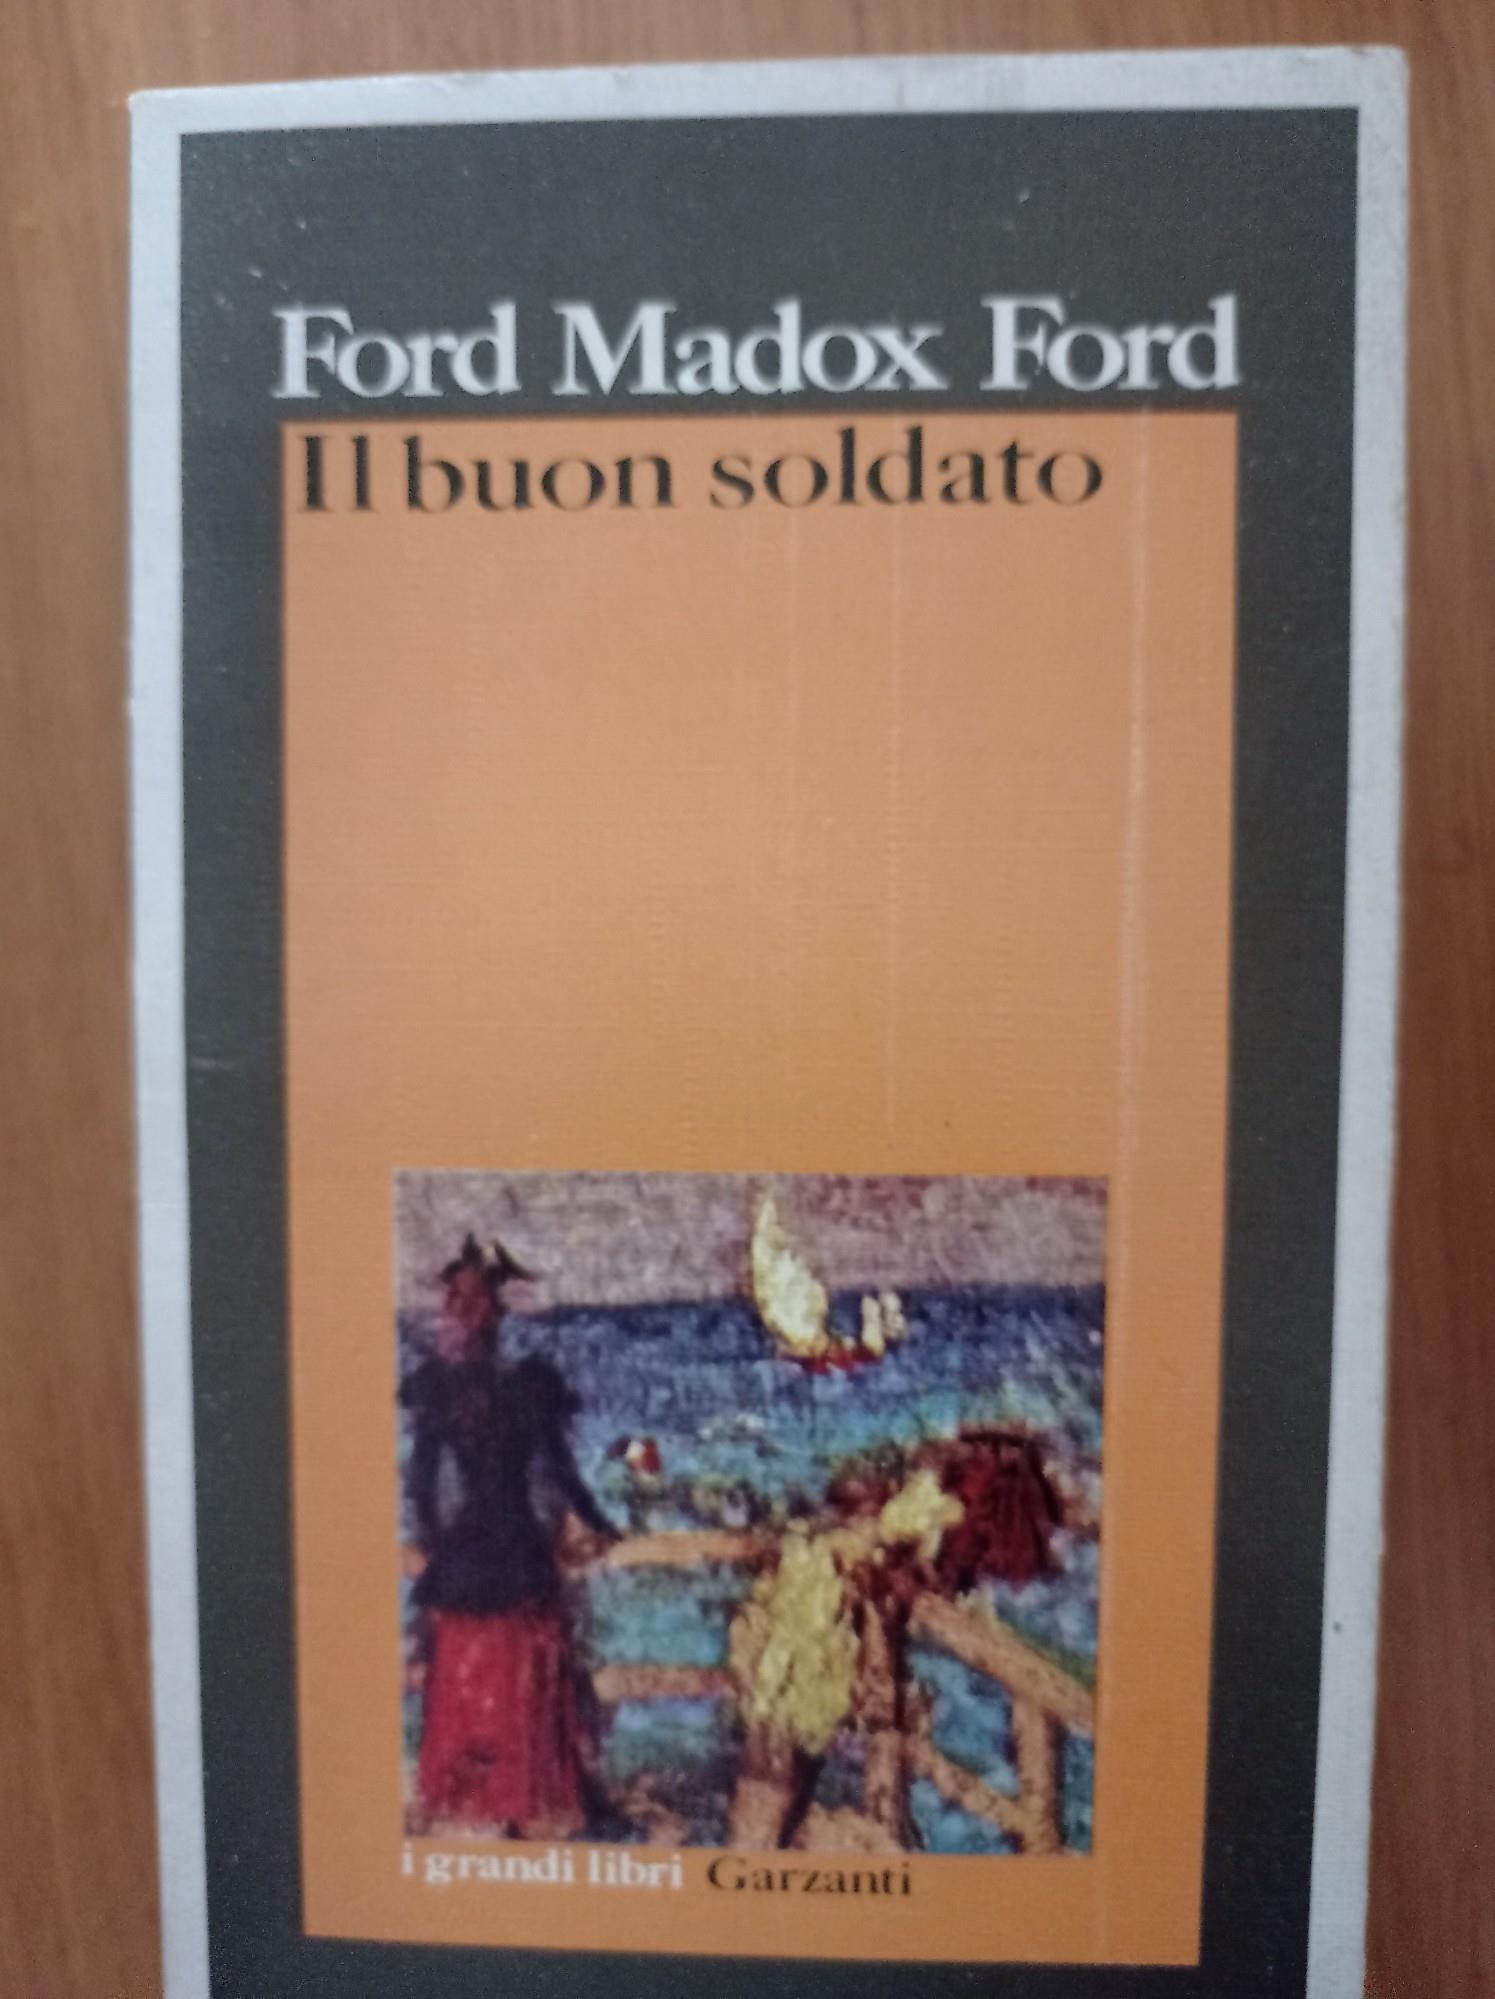 Ford Madox Ford
Il buon soldato
i grandi libri Garzanti